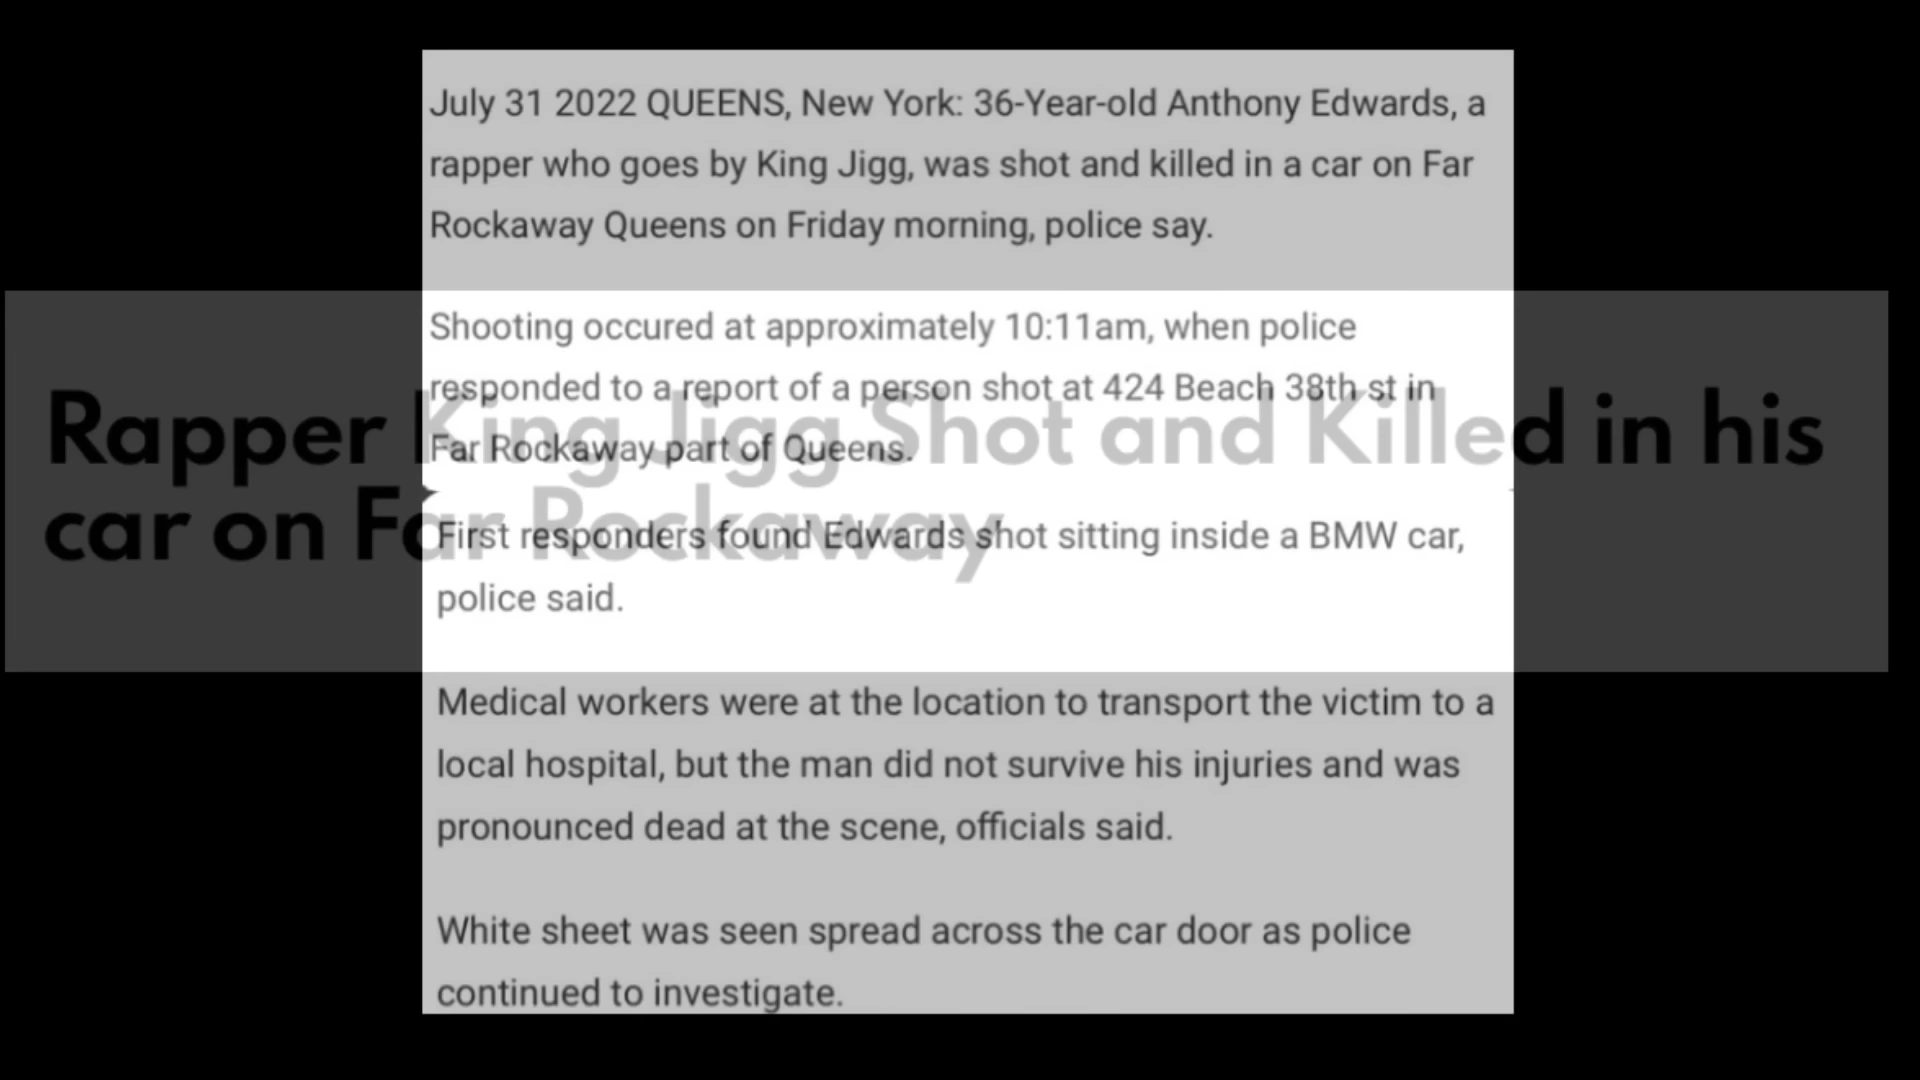 July 31 2022 QUEENS, New York: 36-Year-old Anthony Edwards, a
rapper who goes by King Jigg, was shot and killed in a car on Far
Rockaway Queens on Friday morning, police say.
Shooting occured at approximately 10:11am, when police
responded to a report of a person shot at 424 Beach 38th st in
Far Rockaway part of Queens.
First responders found Edwards shot sitting inside a BMW car,
police said.
Medical workers were at the location to transport the victim to a
local hospital, but the man did not survive his injuries and was
pronounced dead at the scene, officials said.
White sheet was seen spread across the car door as police
continued to investigate.
Rapper King Jigg Shot and Killed in his
car on Far Rockaway